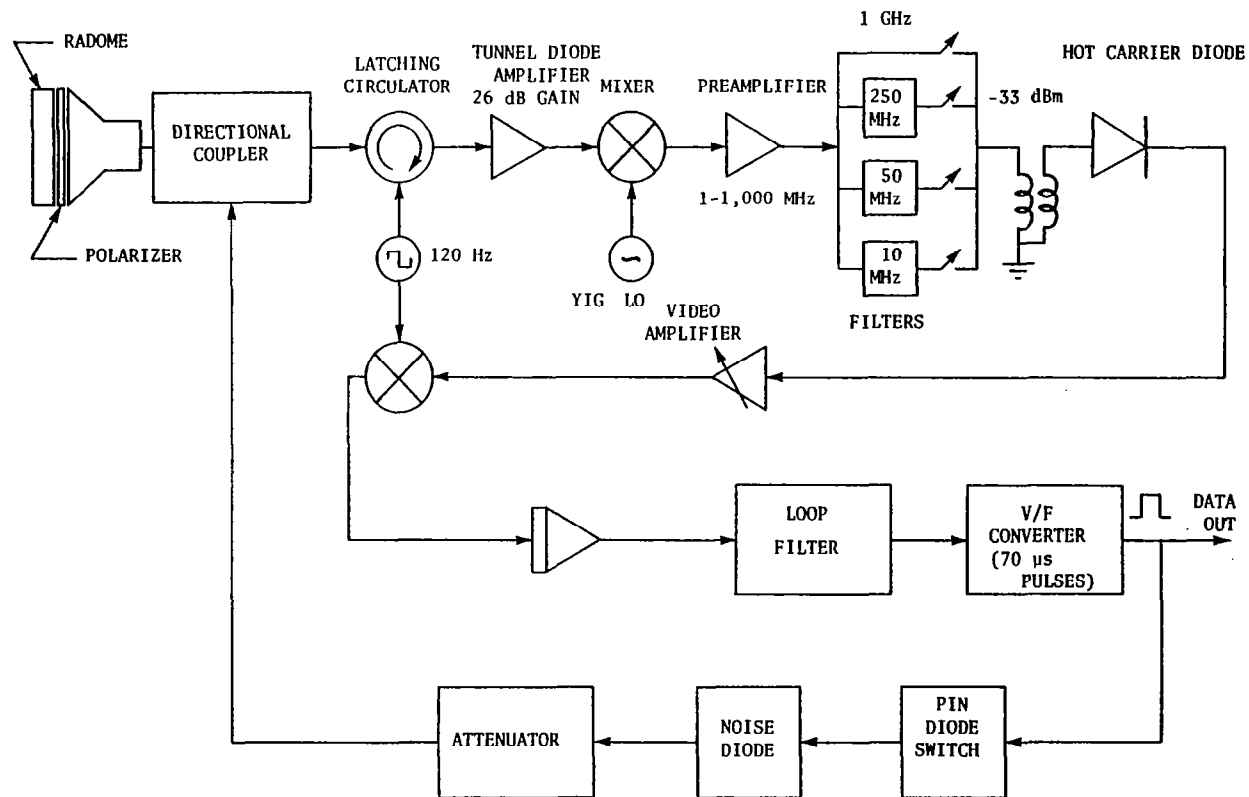 RADOME
POLARIZER
DIRECTIONAL
COUPLER
LATCHING
CIRCULATOR
120 Hz
TUNNEL DIODE
AMPLIFIER
26 dB GAIN
MIXER
YIG LO
PREAMPLIFIER
1-1,000 MHz
1 GHz
250
MHz
50
MHz
10
MHz
FILTERS
-33 dBm
HOT CARRIER DIODE
VIDEO
AMPLIFIER
LOOP
FILTER
V/F
CONVERTER
(70 µs
PULSES)
DATA
OUT
PIN
DIODE
SWITCH
NOISE
DIODE
ATTENUATOR